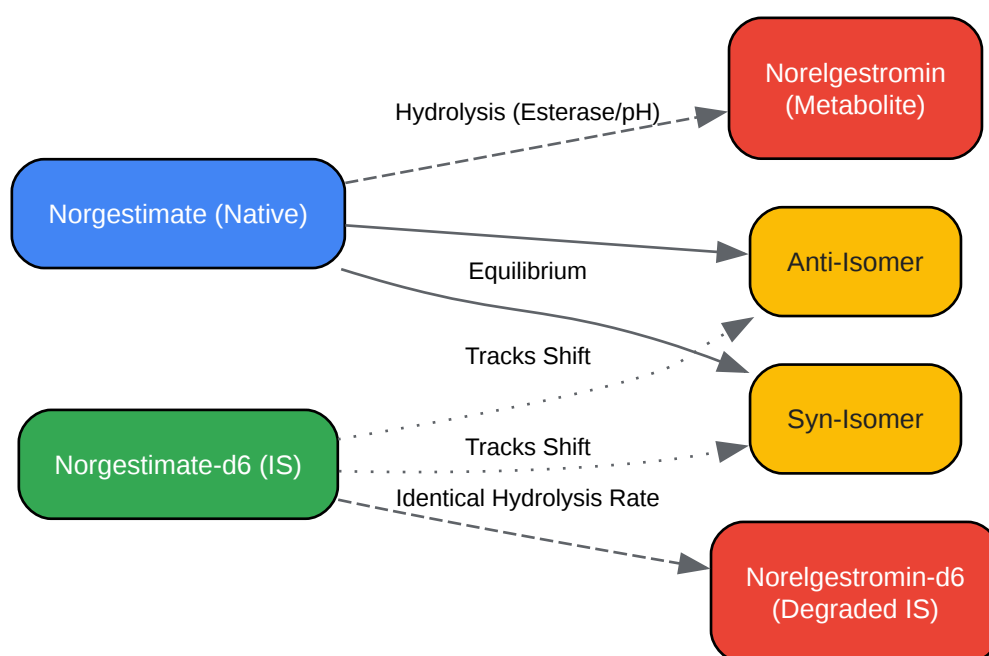 Norelgestromin
(Metabolite)
Hydrolysis (Esterase/pH)
Norgestimate (Native)
Anti-Isomer
Equilibrium
Tracks Shift
Syn-Isomer
Tracks Shift
Norgestimate-d6 (IS)
Identical Hydrolysis Rate
Norelgestromin-d6
(Degraded IS)